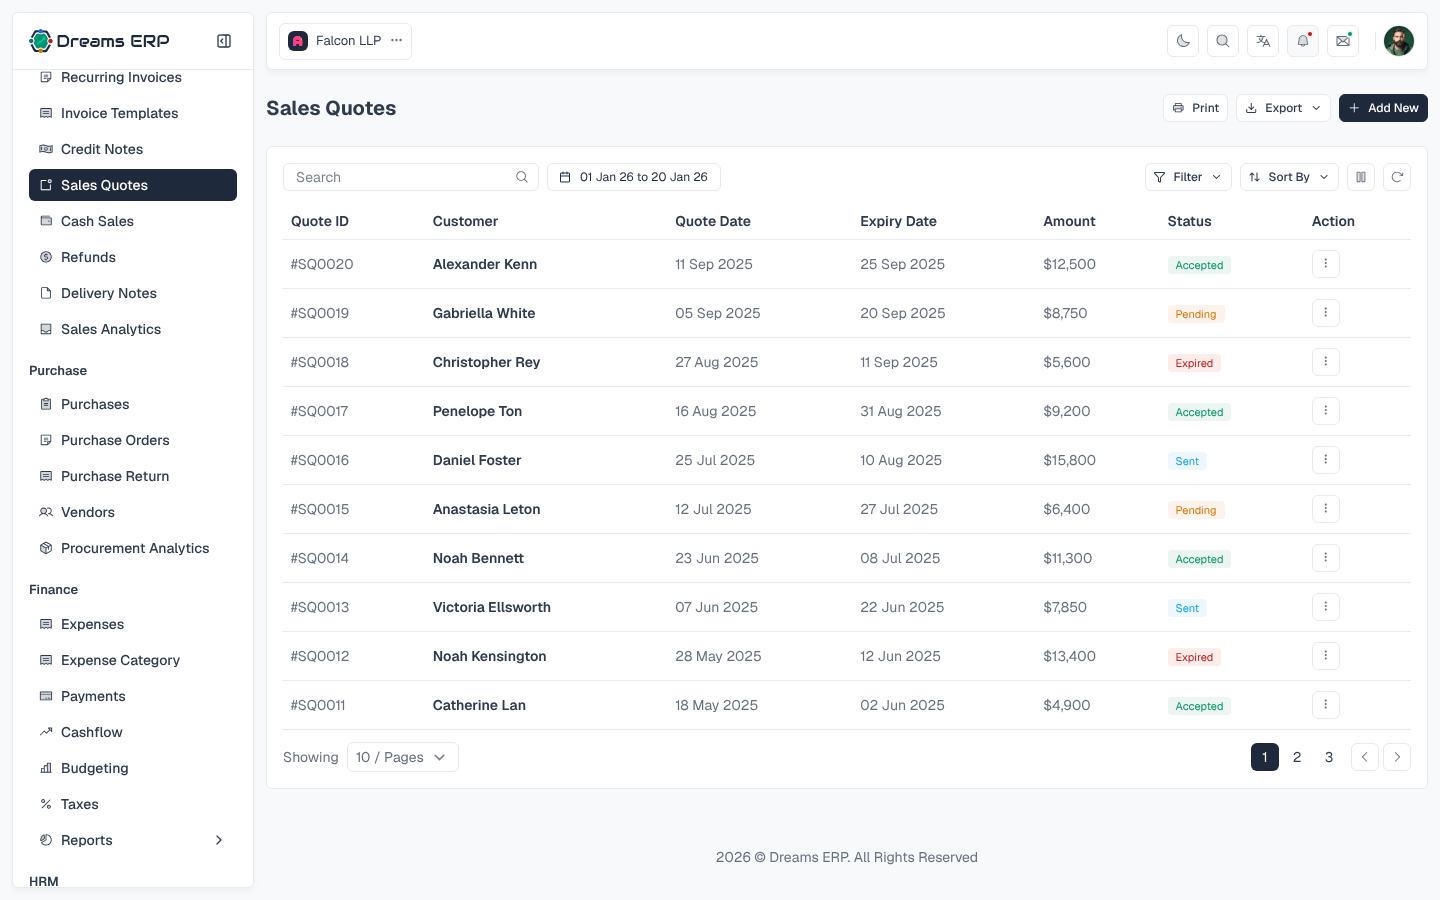 Dreams ERP
Recurring Invoices
Invoice Templates
Credit Notes
Sales Quotes
Cash Sales
Refunds
Delivery Notes
Sales Analytics
Purchase
Purchases
Purchase Orders
Purchase Return
Vendors
Procurement Analytics
Finance
Expenses
Expense Category
Payments
Cashflow
Budgeting
Taxes
Reports
HRM
Falcon LLP
Sales Quotes
Print Export Add New
Search 01 Jan 26 to 20 Jan 26 Filter Sort By
Quote ID Customer Quote Date Expiry Date Amount Status Action
#SQ0020 Alexander Kenn 11 Sep 2025 25 Sep 2025 $12,500 Accepted
#SQ0019 Gabriella White 05 Sep 2025 20 Sep 2025 $8,750 Pending
#SQ0018 Christopher Rey 27 Aug 2025 11 Sep 2025 $5,600 Expired
#SQ0017 Penelope Ton 16 Aug 2025 31 Aug 2025 $9,200 Accepted
#SQ0016 Daniel Foster 25 Jul 2025 10 Aug 2025 $15,800 Sent
#SQ0015 Anastasia Leton 12 Jul 2025 27 Jul 2025 $6,400 Pending
#SQ0014 Noah Bennett 23 Jun 2025 08 Jul 2025 $11,300 Accepted
#SQ0013 Victoria Ellsworth 07 Jun 2025 22 Jun 2025 $7,850 Sent
#SQ0012 Noah Kensington 28 May 2025 12 Jun 2025 $13,400 Expired
#SQ0011 Catherine Lan 18 May 2025 02 Jun 2025 $4,900 Accepted
Showing 10 / Pages 1 2 3
2026 © Dreams ERP. All Rights Reserved